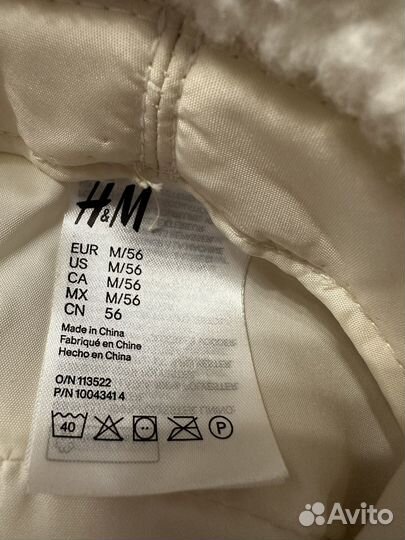 H&M
EUR M/56
US M/56
CA M/56
MX M/56
CN 56
Made in China
Fabriqué en Chine
Hecho en China
O/N 113522
P/N 10043414
40 P
Avito